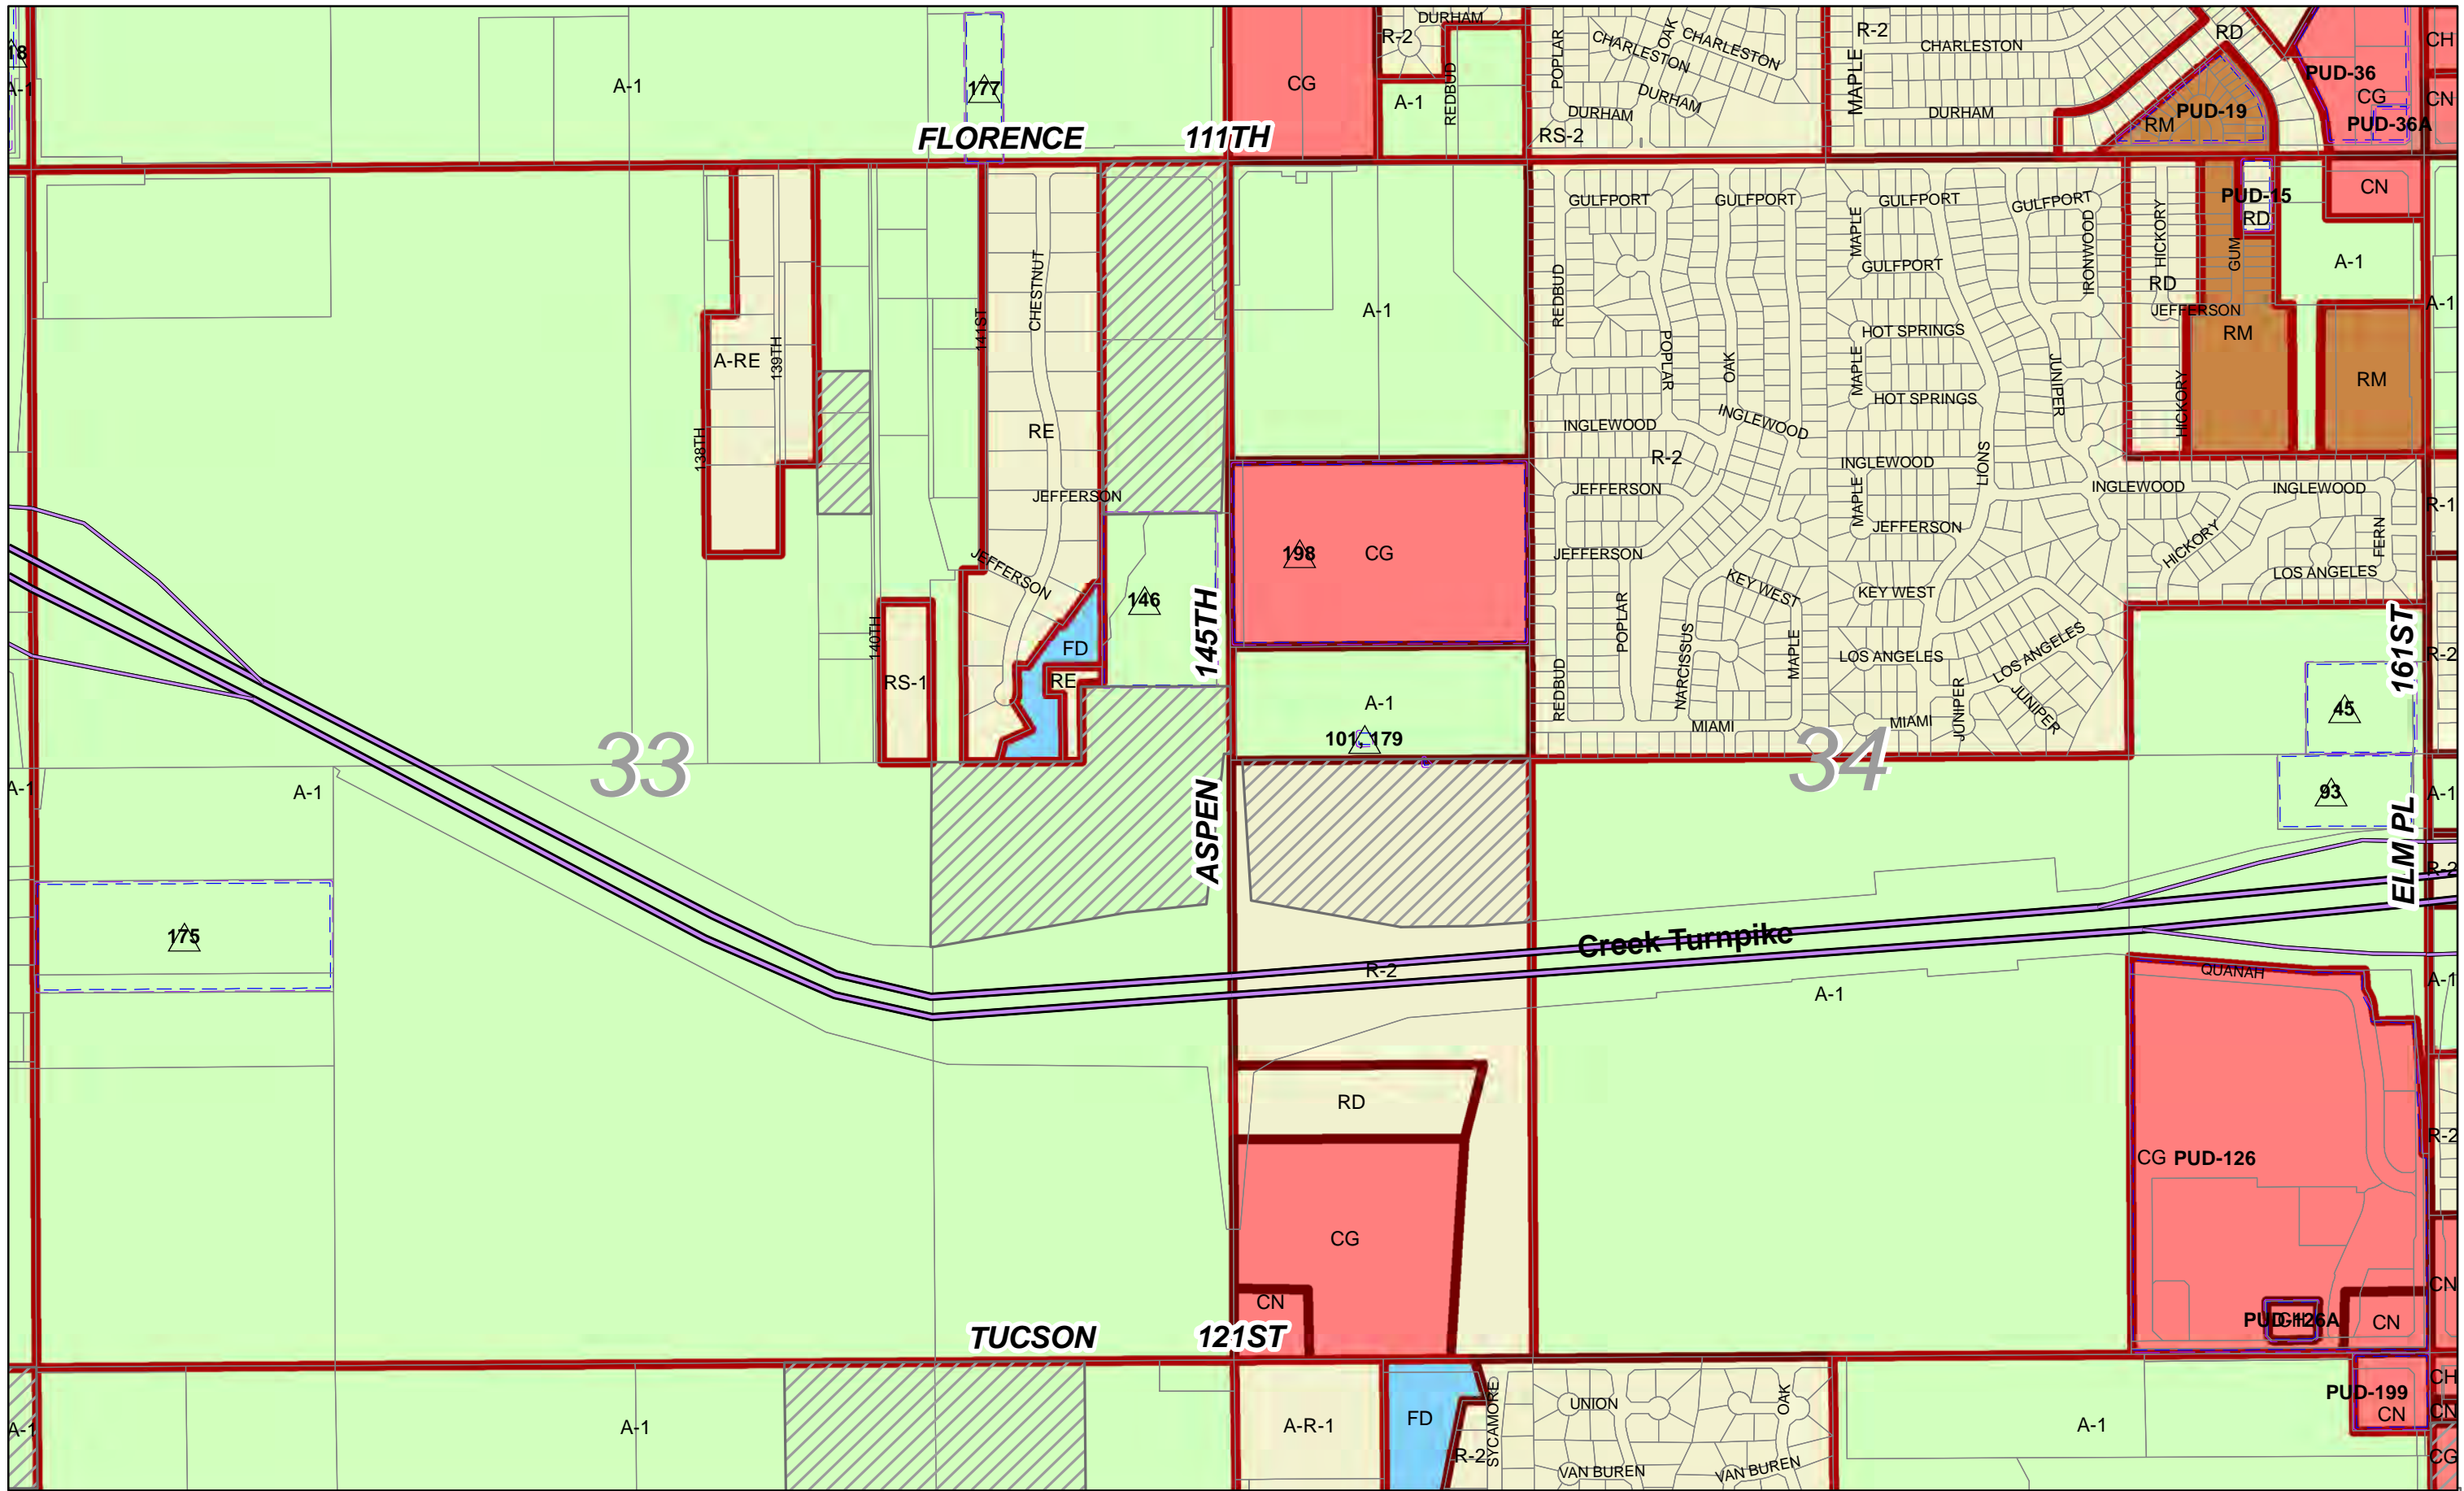 DURHAM
R-2
REDBUD
A-1
CG
POPLAR
CHARLESTON
OAK
CHARLESTON
DURHAM
DURHAM
RS-2
MAPLE
R-2
CHARLESTON
DURHAM
RD
PUD-36
CG
PUD-36A
PUD-19
RM
CH
CN
18
A-1
A-1
177
FLORENCE
111TH
GULFPORT
GULFPORT
GULFPORT
GULFPORT
GULFPORT
MAPLE
IRONWOOD
HICKORY
RD
JEFFERSON
GUM
PUD-15
RD
CN
A-1
A-1
RM
RM
HICKORY
CHESTNUT
141ST
139TH
138TH
A-RE
RE
A-1
REDBUD
POPLAR
OAK
MAPLE
HOT SPRINGS
HOT SPRINGS
JUNIPER
LIONS
INGLEWOOD
INGLEWOOD
R-2
INGLEWOOD
INGLEWOOD
INGLEWOOD
R-1
JEFFERSON
JEFFERSON
MAPLE
JEFFERSON
JEFFERSON
HICKORY
FERN
LOS ANGELES
JEFFERSON
198
CG
146
145TH
140TH
RS-1
FD
RE
KEY WEST
KEY WEST
POPLAR
NARCISSUS
MAPLE
REDBUD
LOS ANGELES
LOS ANGELES
JUNIPER
JUNIPER
MIAMI
MIAMI
161ST
R-2
45
A-1
101, 179
33
34
A-1
A-1
93
A-1
ASPEN
ELM PL
R-2
175
Creek Turnpike
R-2
A-1
QUANAH
A-1
RD
R-2
CG
PUD-126
CG
CN
CN
PUD-126A
CN
TUCSON
121ST
A-1
A-1
A-R-1
FD
R-2
SYCAMORE
UNION
OAK
VAN BUREN
VAN BUREN
A-1
PUD-199
CN
CH
CN
CG